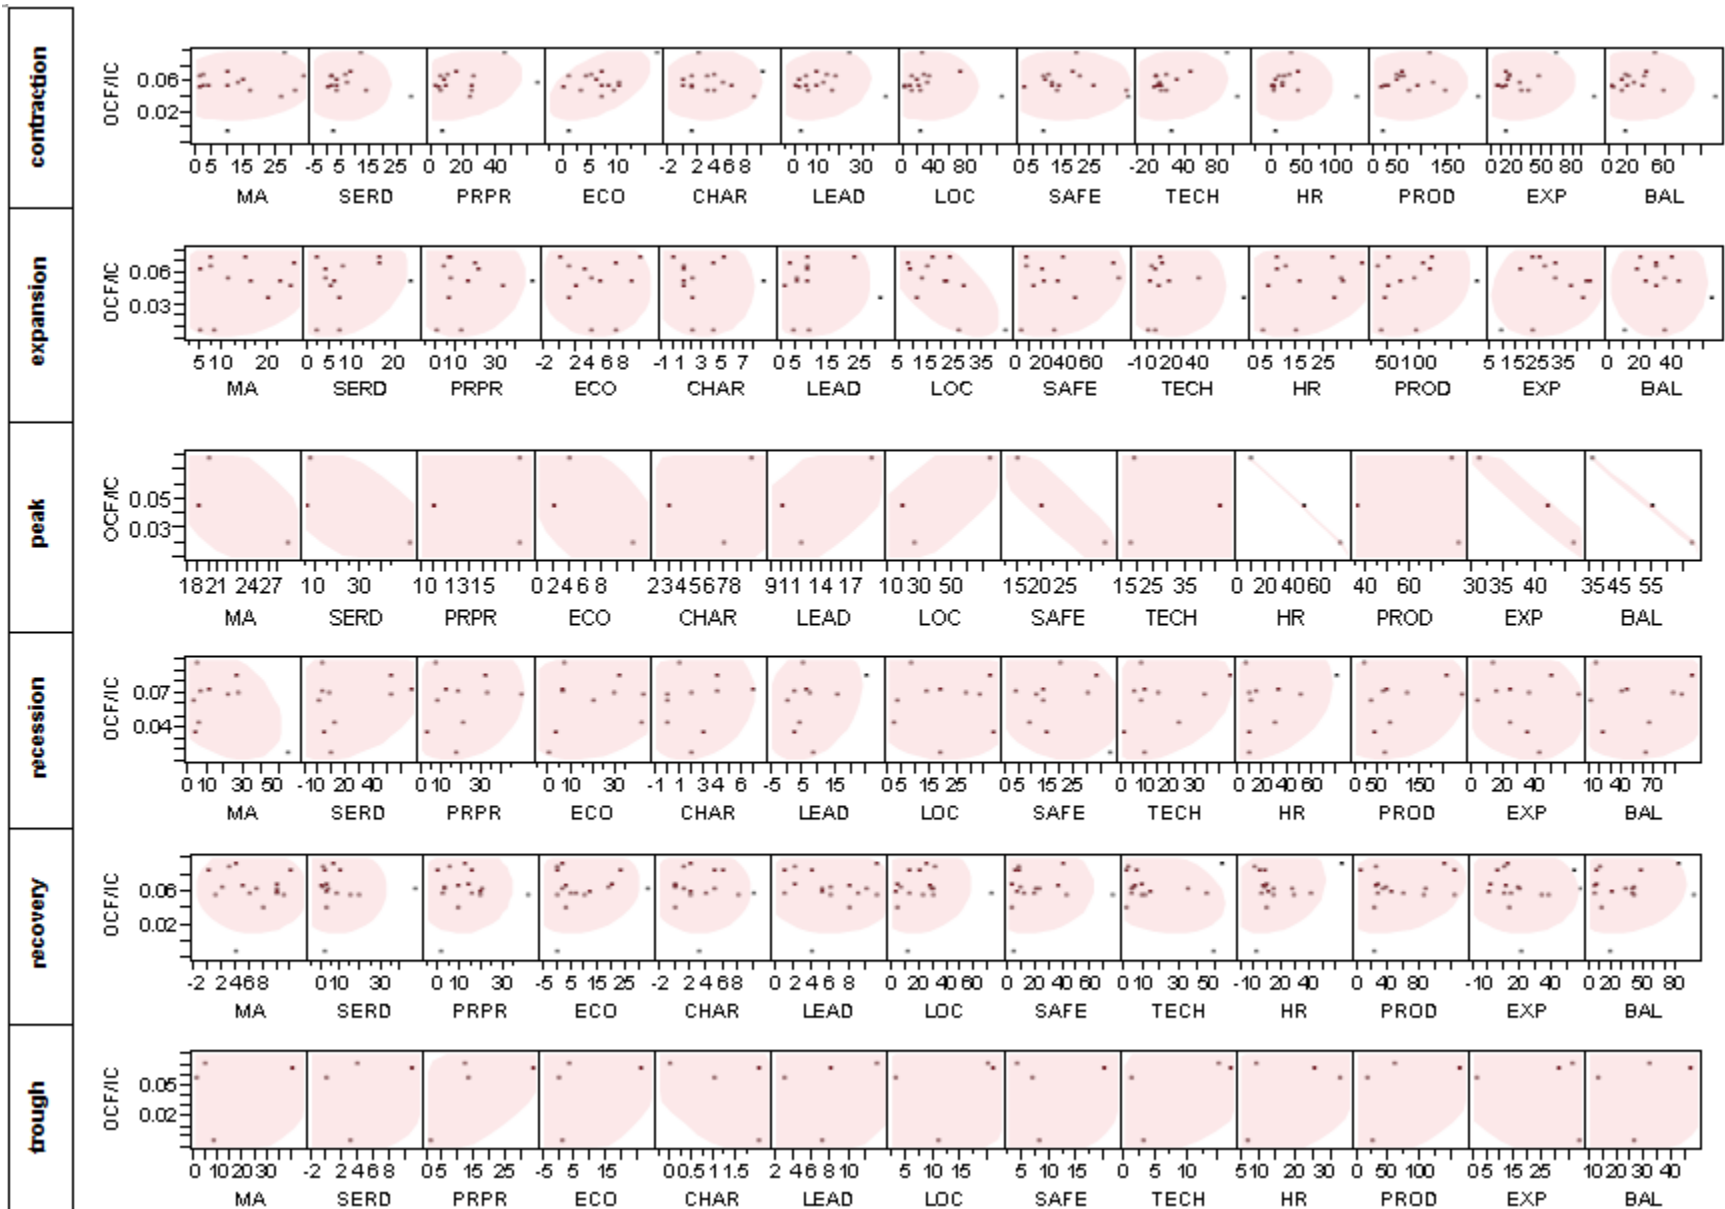 contraction
OCF/IC
0.06
0.02
0 5 15 25
-5 5 15 25
0 20 40
0 5 10
-2 2 4 6 8
0 10 30
0 40 80
0 5 15 25
-20 40 80
0 50 100
0 50 150
0 20 50 80
0 20 60
MA SERD PRPR ECO CHAR LEAD LOC SAFE TECH HR PROD EXP BAL
expansion
OCF/IC
0.06
0.03
5 10 20
0 5 10 20
0 10 30
-2 2 4 6 8
-1 1 3 5 7
0 5 15 25
5 15 25 35
0 20 40 60
-10 20 40
0 5 15 25
50 100
5 15 25 35
0 20 40
MA SERD PRPR ECO CHAR LEAD LOC SAFE TECH HR PROD EXP BAL
peak
OCF/IC
0.05
0.03
18 21 24 27
10 30
10 13 15
0 2 4 6 8
2 3 4 5 6 7 8
9 11 14 17
10 30 50
15 20 25
15 25 35
0 20 40 60
40 60
30 35 40
35 45 55
MA SERD PRPR ECO CHAR LEAD LOC SAFE TECH HR PROD EXP BAL
recession
OCF/IC
0.07
0.04
0 10 30 50
-10 20 40
0 10 30
0 10 30
-1 1 3 4 6
-5 5 15
0 5 15 25
0 5 15 25
0 10 20 30
0 20 40 60
0 50 150
0 20 40
10 40 70
MA SERD PRPR ECO CHAR LEAD LOC SAFE TECH HR PROD EXP BAL
recovery
OCF/IC
0.06
0.02
-2 2 4 6 8
0 10 30
0 10 30
-5 5 15 25
-2 2 4 6 8
0 2 4 6 8
0 20 40 60
0 20 40 60
0 10 30 50
-10 20 40
0 40 80
-10 20 40
0 20 50 80
MA SERD PRPR ECO CHAR LEAD LOC SAFE TECH HR PROD EXP BAL
trough
OCF/IC
0.05
0.02
0 10 20 30
-2 2 4 6 8
0 5 15 25
-5 5 15
0 0.5 1 1.5
2 4 6 8 10
5 10 15
5 10 15
0 5 10
5 10 20 30
0 50 100
0 5 15 25
10 20 30 40
MA SERD PRPR ECO CHAR LEAD LOC SAFE TECH HR PROD EXP BAL